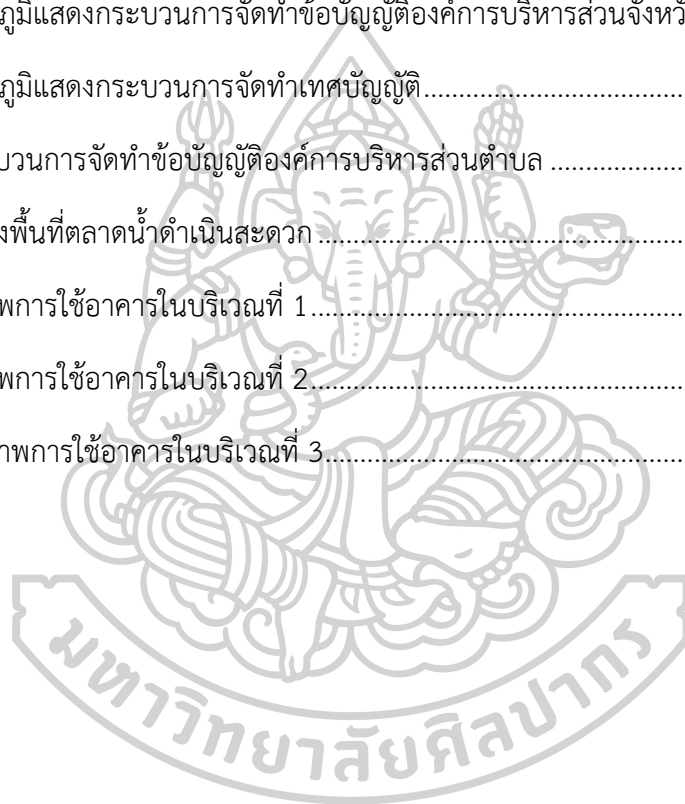 ภูมิแสดงกระบวนการจัดทำข้อบัญญัติองค์การบริหารส่วนจังหวั
ภูมิแสดงกระบวนการจัดทำเทศบัญญัติ
บวนการจัดทำข้อบัญญัติองค์การบริหารส่วนตำบล
งพื้นที่ตลาดน้ำดำเนินสะดวก
พการใช้อาคารในบริเวณที่ 1
พการใช้อาคารในบริเวณที่ 2
าพการใช้อาคารในบริเวณที่ 3
มหาวิทยาลัยศิลปากร